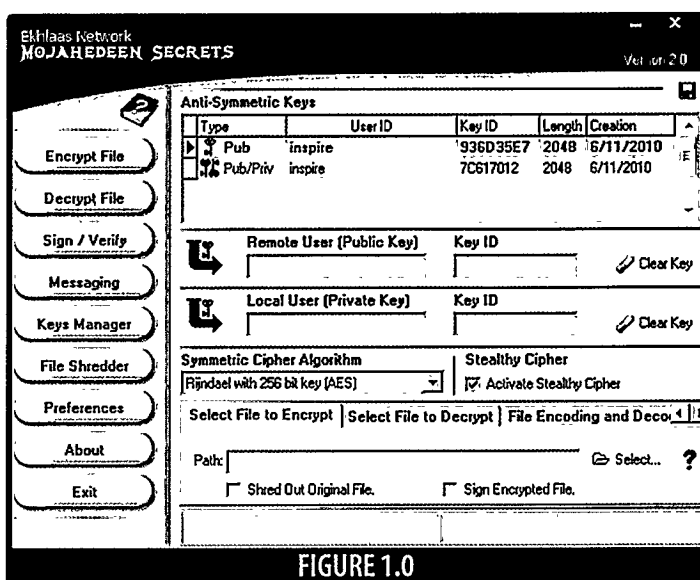 Ekhlaas Network
MOJAHEDEEN SECRETS
Version 2.0
Anti-Symmetric Keys
Type User ID Key ID Length Creation
Pub inspire 936D35E7 2048 6/11/2010
Pub/Priv inspire 7C617012 2048 6/11/2010
Encrypt File
Decrypt File
Sign / Verify
Messaging
Keys Manager
File Shredder
Preferences
About
Exit
Remote User (Public Key) Key ID
Clear Key
Local User (Private Key) Key ID
Clear Key
Symmetric Cipher Algorithm Stealthy Cipher
Rijndael with 256 bit key (AES) Activate Stealthy Cipher
Select File to Encrypt Select File to Decrypt File Encoding and Deco
Path: Select... ?
Shred Out Original File. Sign Encrypted File.
FIGURE 1.0